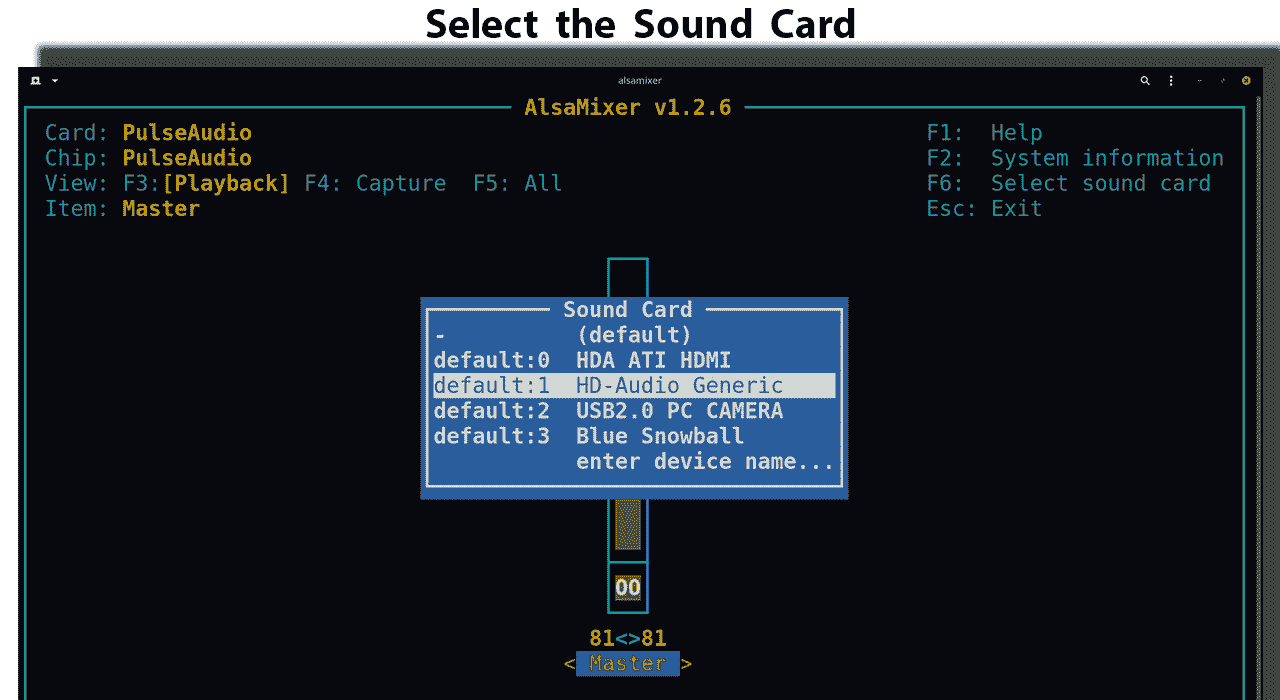 Select the Sound Card
alsamixer
AlsaMixer v1.2.6
Card: PulseAudio
Chip: PulseAudio
View: F3:[Playback] F4: Capture F5: All
Item: Master
F1: Help
F2: System information
F6: Select sound card
Esc: Exit
Sound Card
- (default)
default:0 HDA ATI HDMI
default:1 HD-Audio Generic
default:2 USB2.0 PC CAMERA
default:3 Blue Snowball
enter device name...
OO
81<>81
< Master >